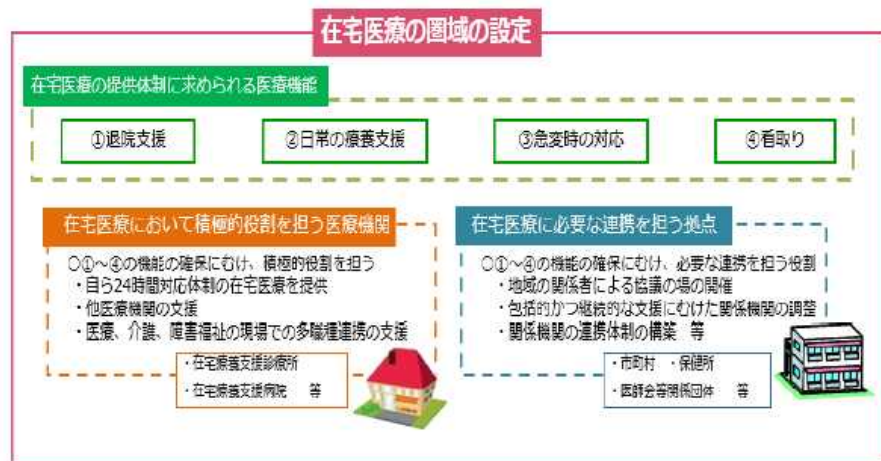 在宅医療の圏域の設定
在宅医療の提供体制に求められる医療機能
①退院支援
②日常の療養支援
③急変時の対応
④看取り
在宅医療において積極的役割を担う医療機関
○①~④の機能の確保にむけ、積極的役割を担う
・自ら24時間対応体制の在宅医療を提供
・他医療機関の支援
・医療、介護、障害福祉の現場での多職種連携の支援
・在宅療養支援診療所
・在宅療養支援病院　等
在宅医療に必要な連携を担う拠点
○①~④の機能の確保にむけ、必要な連携を担う役割
・地域の関係者による協議の場の開催
・包括的かつ継続的な支援にむけた関係機関の調整
・関係機関の連携体制の構築　等
・市町村　・保健所
・医師会等関係団体　等